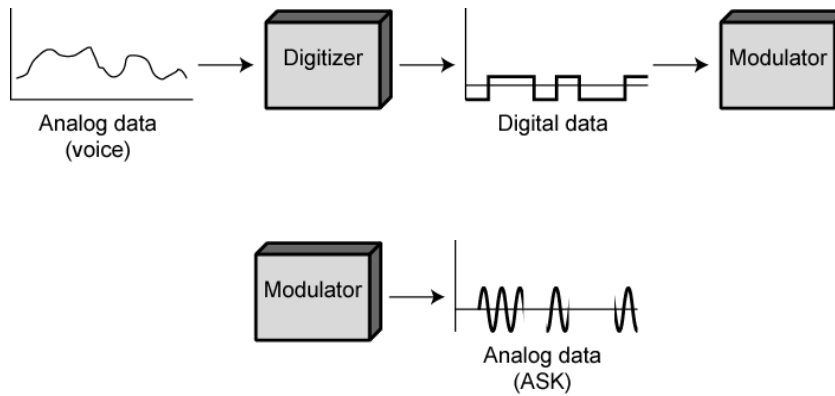 Digitizer
Modulator
Analog data
(voice)
Digital data
Modulator
Analog data
(ASK)